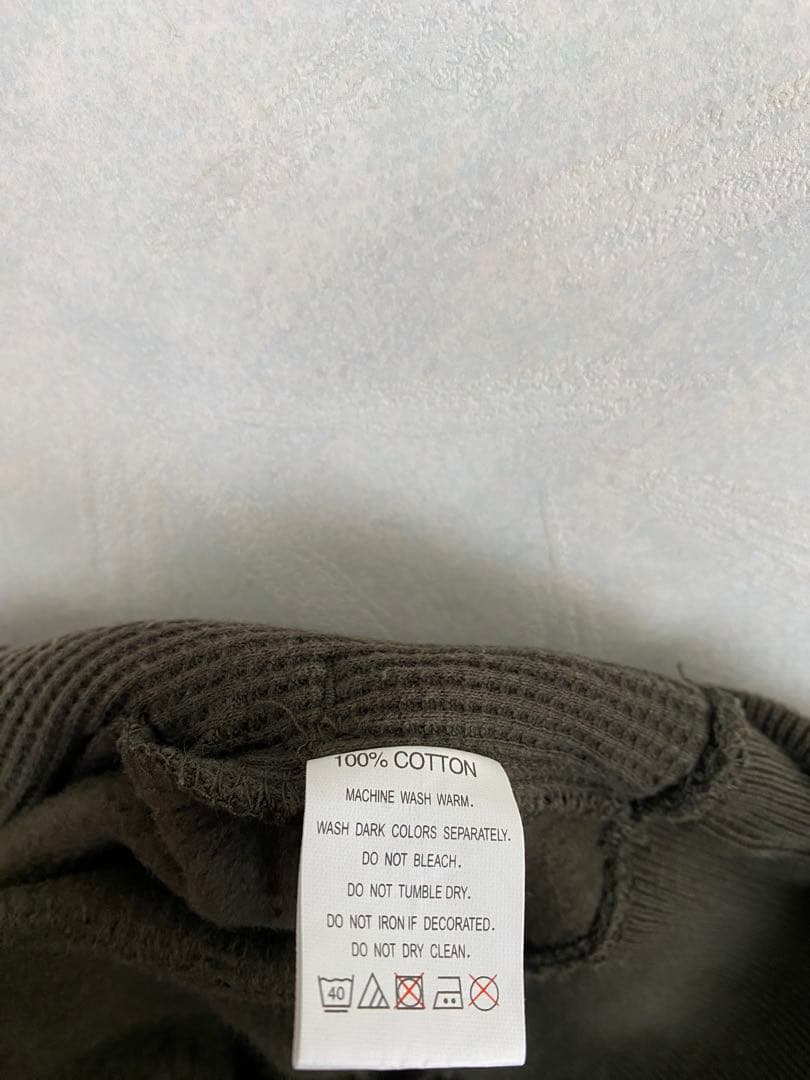 100% COTTON
MACHINE WASH WARM.
WASH DARK COLORS SEPARATELY.
DO NOT BLEACH.
DO NOT TUMBLE DRY.
DO NOT IRON IF DECORATED.
DO NOT DRY CLEAN.
40